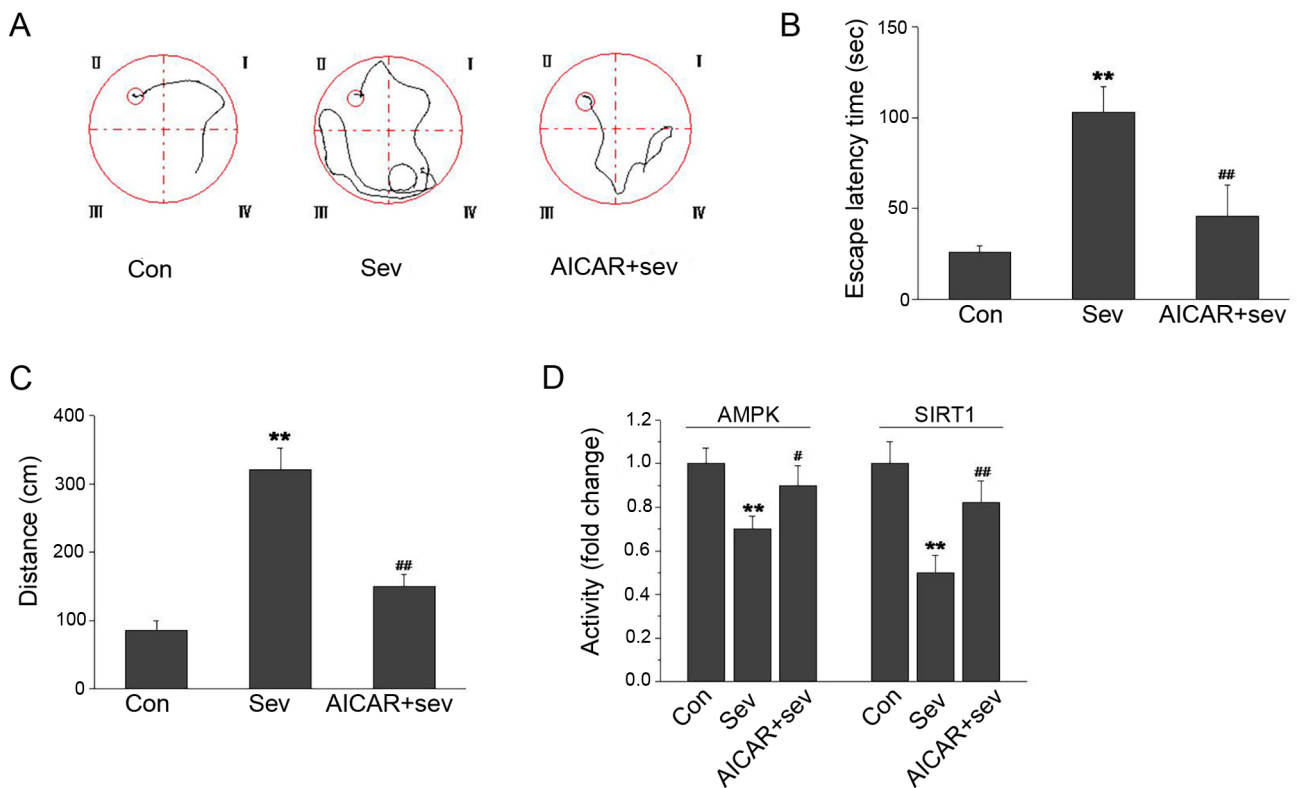 A
II I
III IV
Con
II I
III IV
Sev
II I
III IV
AICAR+sev
B
Escape latency time (sec)
150
100
50
0
**
##
Con Sev AICAR+sev
C
Distance (cm)
400
300
200
100
0
**
##
Con Sev AICAR+sev
D
Activity (fold change)
AMPK SIRT1
1.2
1.0
0.8
0.6
0.4
0.2
0.0
**
#
**
##
Con Sev AICAR+sev Con Sev AICAR+sev